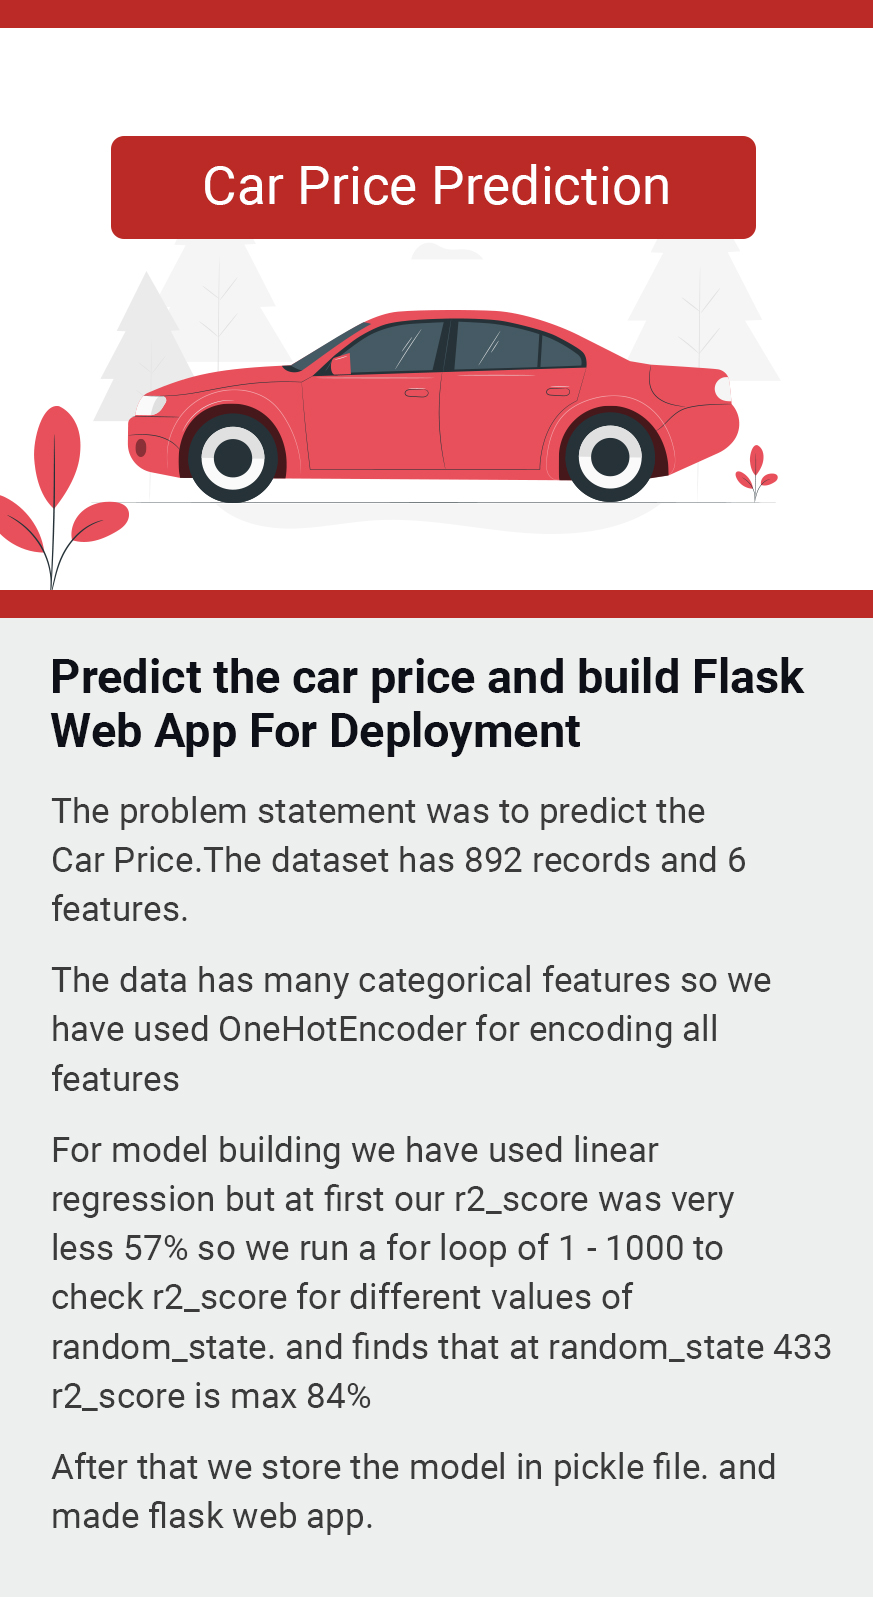 Car Price Prediction
Predict the car price and build Flask
Web App For Deployment
The problem statement was to predict the
Car Price.The dataset has 892 records and 6
features.
The data has many categorical features so we
have used OneHotEncoder for encoding all
features
For model building we have used linear
regression but at first our r2_score was very
less 57% so we run a for loop of 1 - 1000 to
check r2_score for different values of
random_state. and finds that at random_state 433
r2_score is max 84%
After that we store the model in pickle file. and
made flask web app.